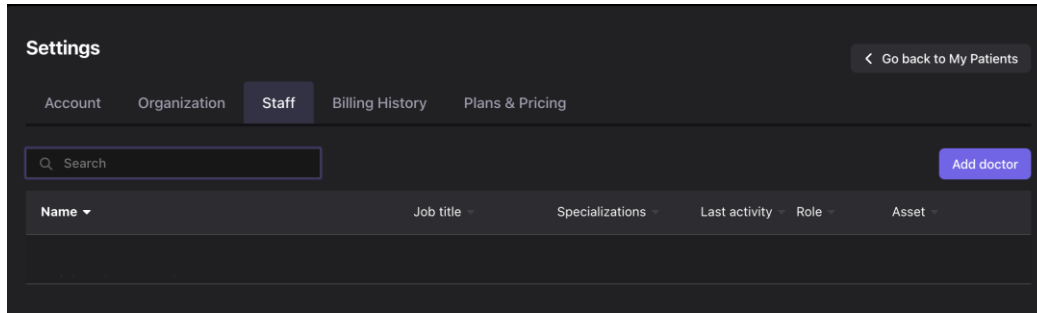 Settings
Go back to My Patients
Account Organization Staff Billing History Plans & Pricing
Search
Add doctor
Name Job title Specializations Last activity Role Asset